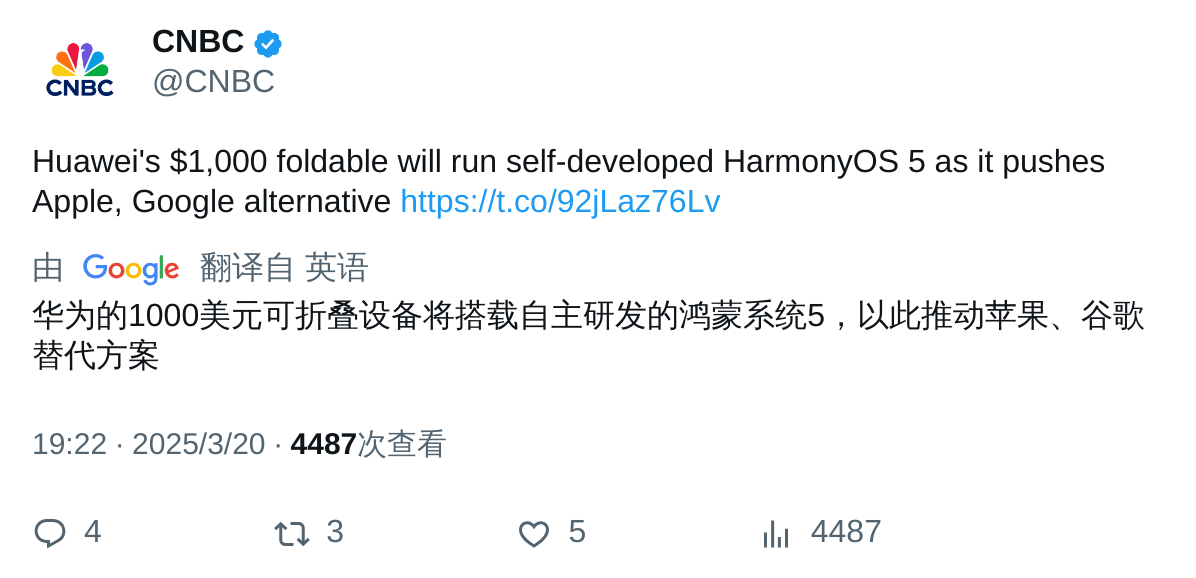 CNBC
CNBC
@CNBC
Huawei's $1,000 foldable will run self-developed HarmonyOS 5 as it pushes
Apple, Google alternative https://t.co/92jLaz76Lv
由 Google 翻译自 英语
华为的1000美元可折叠设备将搭载自主研发的鸿蒙系统5，以此推动苹果、谷歌
替代方案
19:22 · 2025/3/20 · 4487次查看
4 3 5 4487